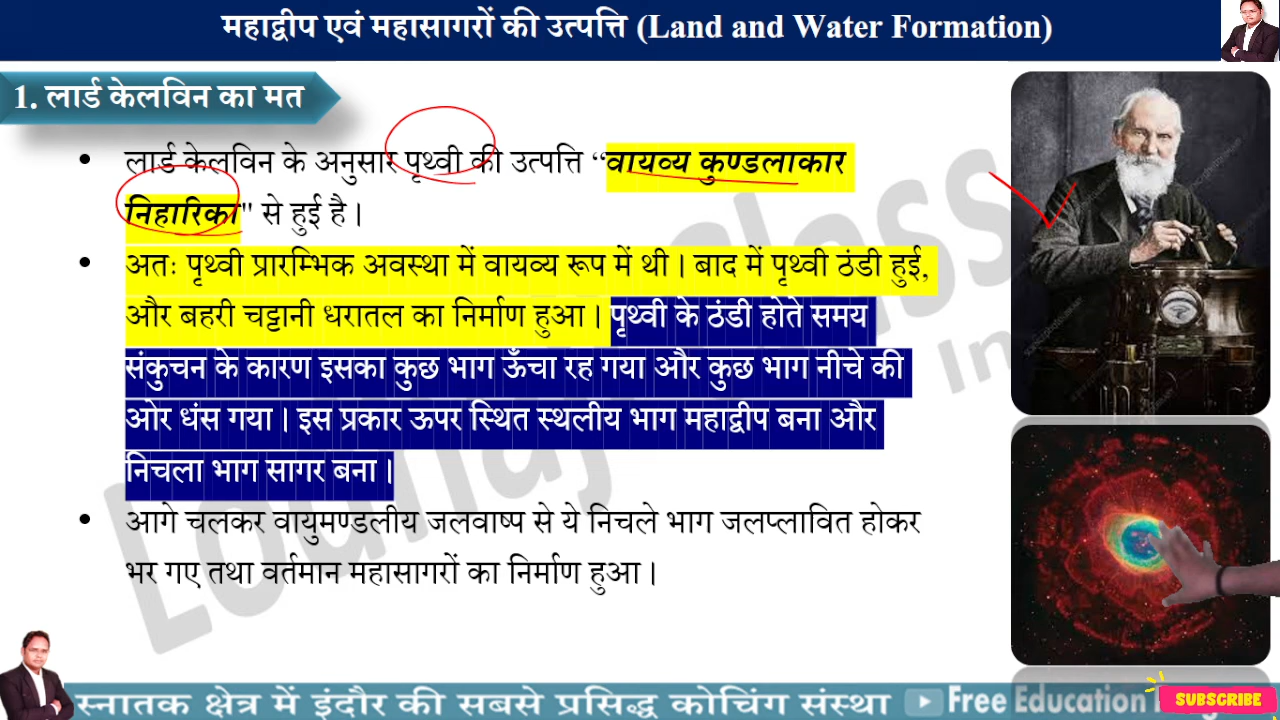 महाद्वीप एवं महासागरों की उत्पत्ति (Land and Water Formation)
1. लार्ड केलविन का मत
• लार्ड केलविन के अनुसार पृथ्वी की उत्पत्ति “वायव्य कुण्डलाकार
निहारिका" से हुई है।
• अतः पृथ्वी प्रारम्भिक अवस्था में वायव्य रूप में थी। बाद में पृथ्वी ठंडी हुई,
और बहरी चट्टानी धरातल का निर्माण हुआ। पृथ्वी के ठंडी होते समय
संकुचन के कारण इसका कुछ भाग ऊँचा रह गया और कुछ भाग नीचे की
ओर धंस गया। इस प्रकार ऊपर स्थित स्थलीय भाग महाद्वीप बना और
निचला भाग सागर बना।
• आगे चलकर वायुमण्डलीय जलवाष्प से ये निचले भाग जलप्लावित होकर
भर गए तथा वर्तमान महासागरों का निर्माण हुआ।
स्नातक क्षेत्र में इंदौर की सबसे प्रसिद्ध कोचिंग संस्था Free Education
SUBSCRIBE